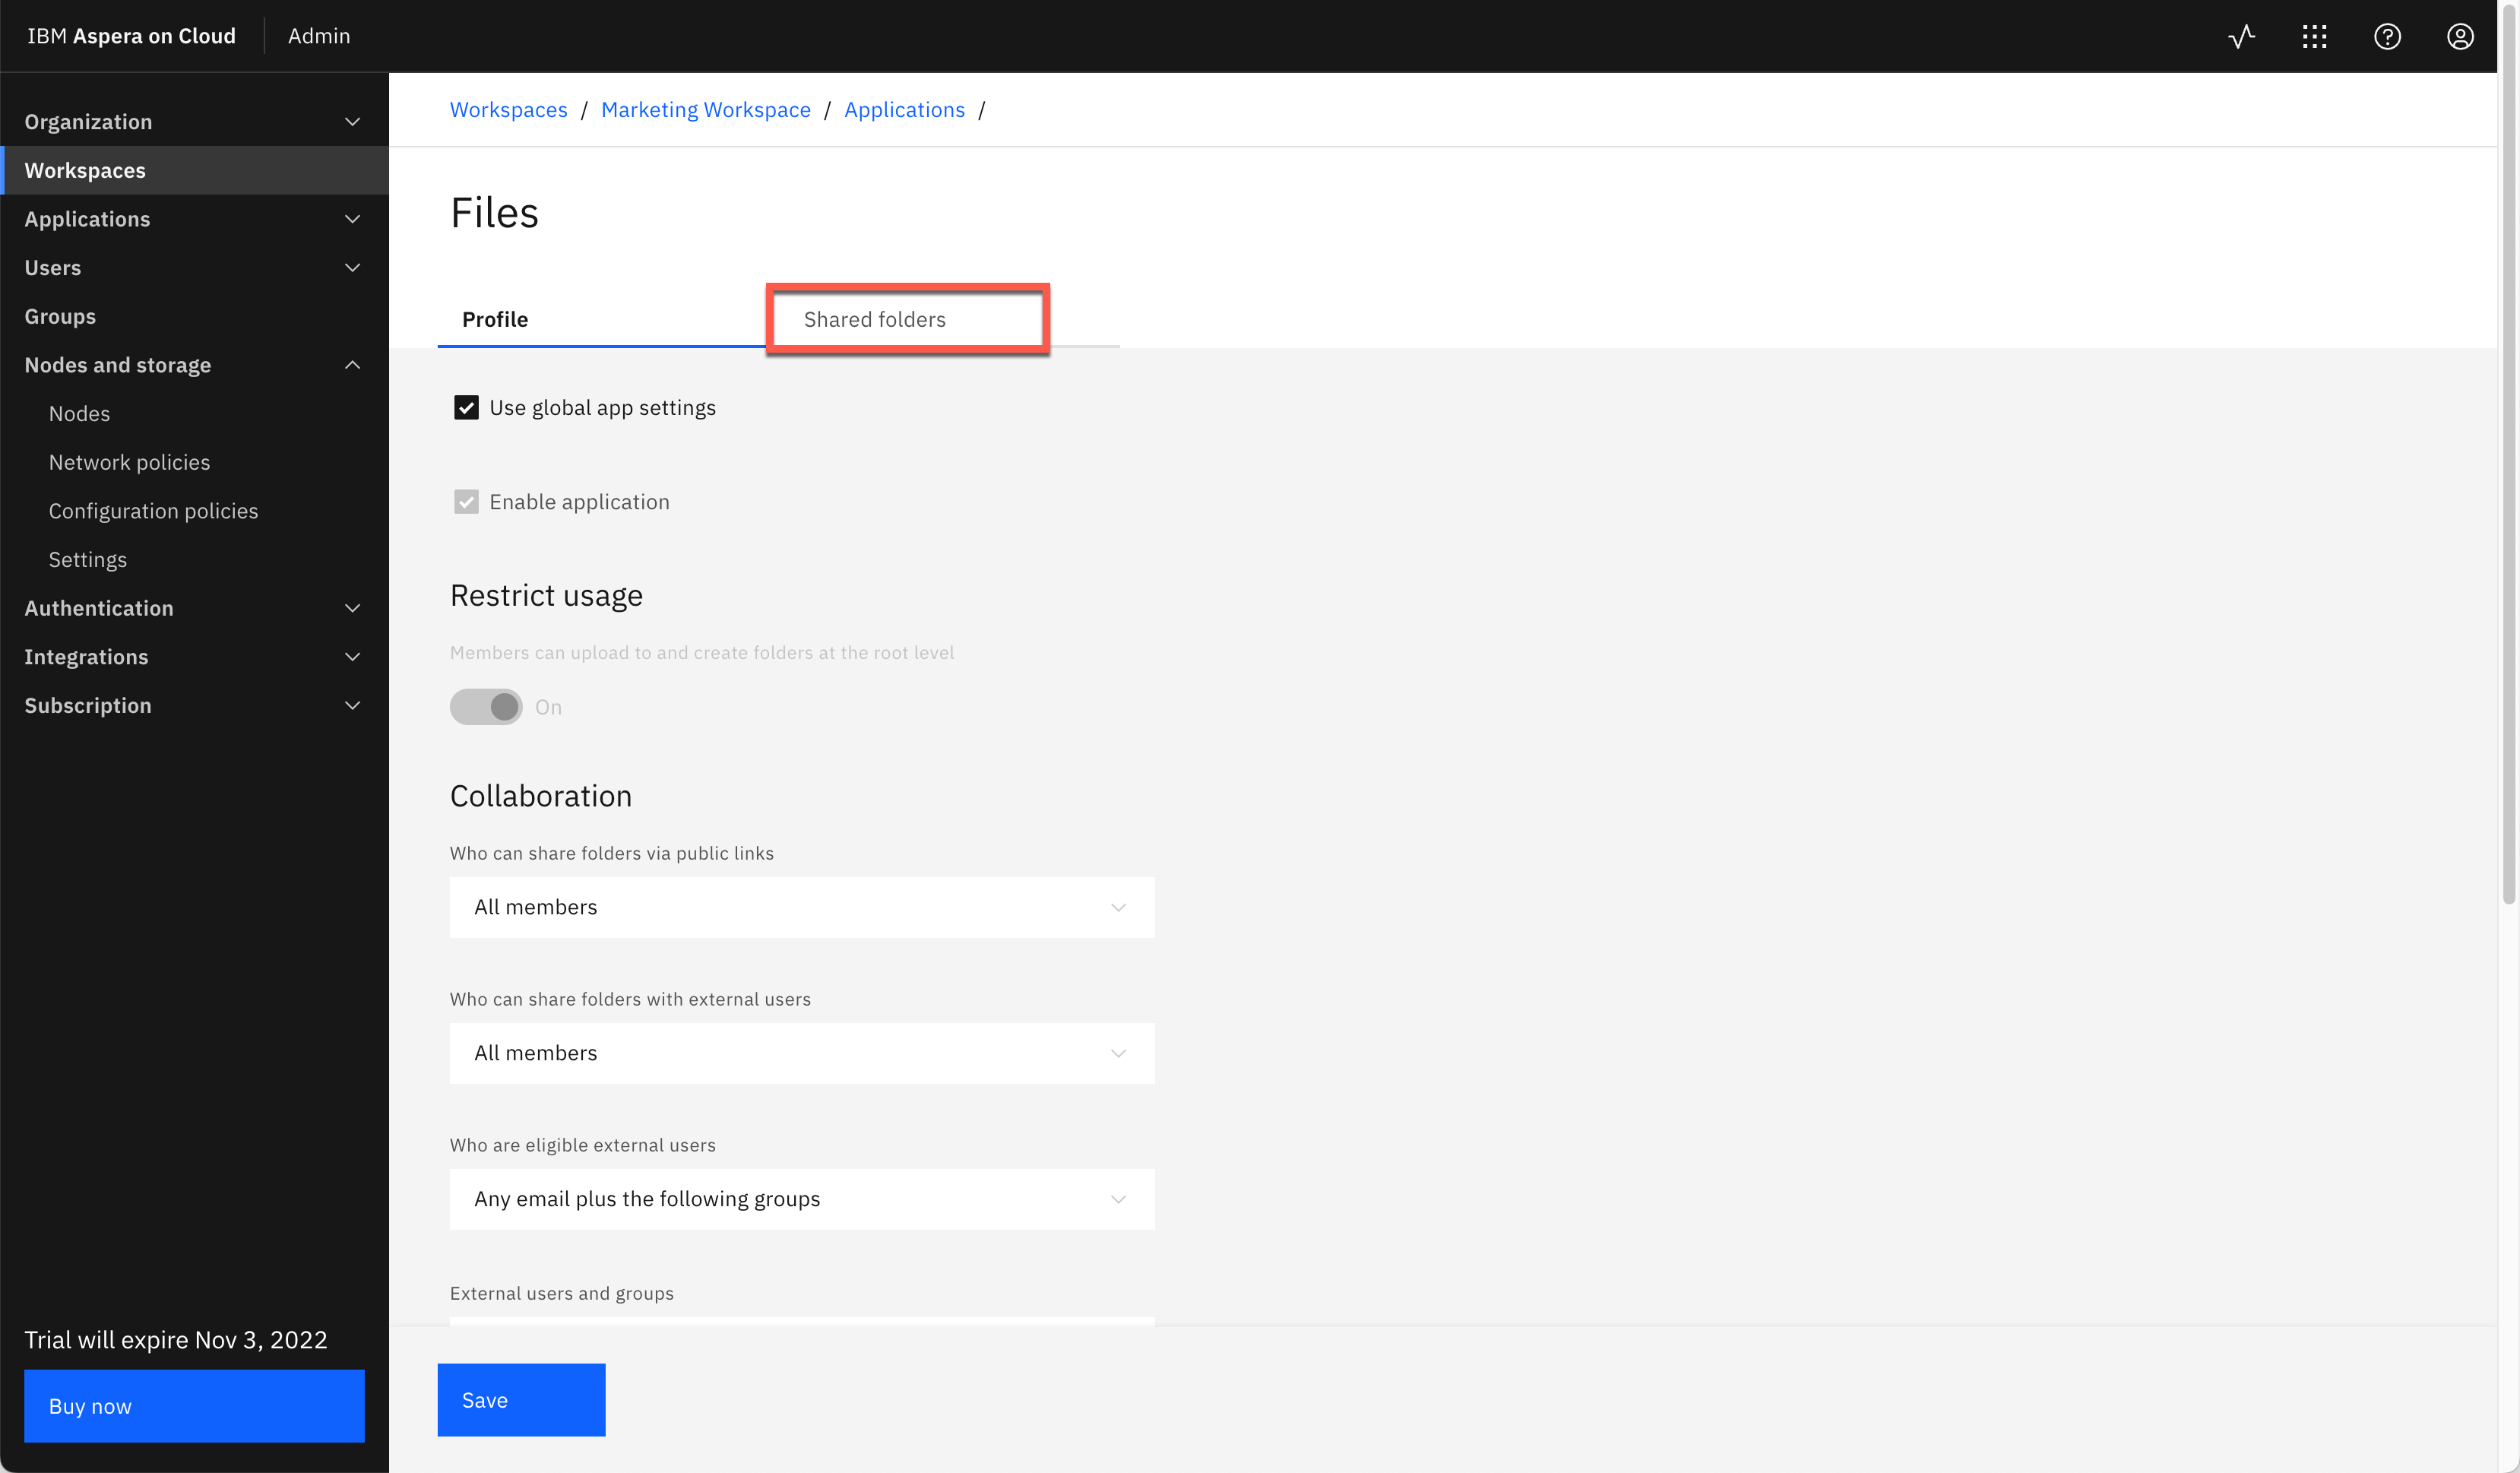 IBM Aspera on Cloud Admin
Organization
Workspaces
Applications
Users
Groups
Nodes and storage
Nodes
Network policies
Configuration policies
Settings
Authentication
Integrations
Subscription
Trial will expire Nov 3, 2022
Buy now
Workspaces / Marketing Workspace / Applications /
Files
Profile Shared folders
Use global app settings
Enable application
Restrict usage
Members can upload to and create folders at the root level
On
Collaboration
Who can share folders via public links
All members
Who can share folders with external users
All members
Who are eligible external users
Any email plus the following groups
External users and groups
Save